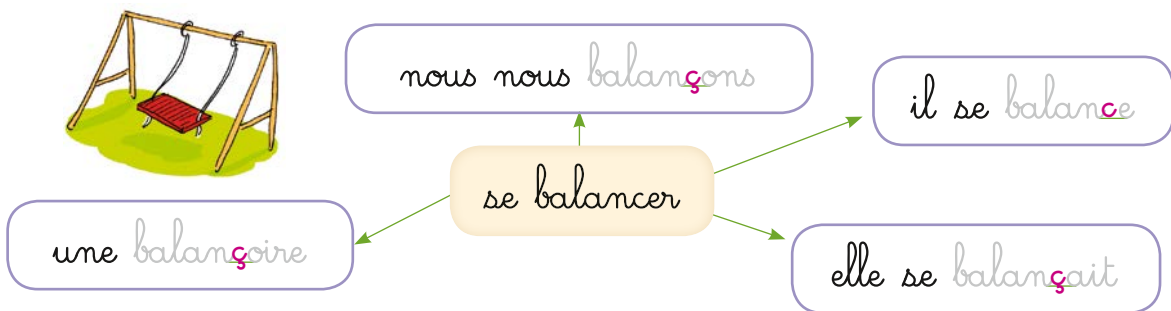 nous nous balançons
il se balance
se balancer
une balançoire
elle se balançait